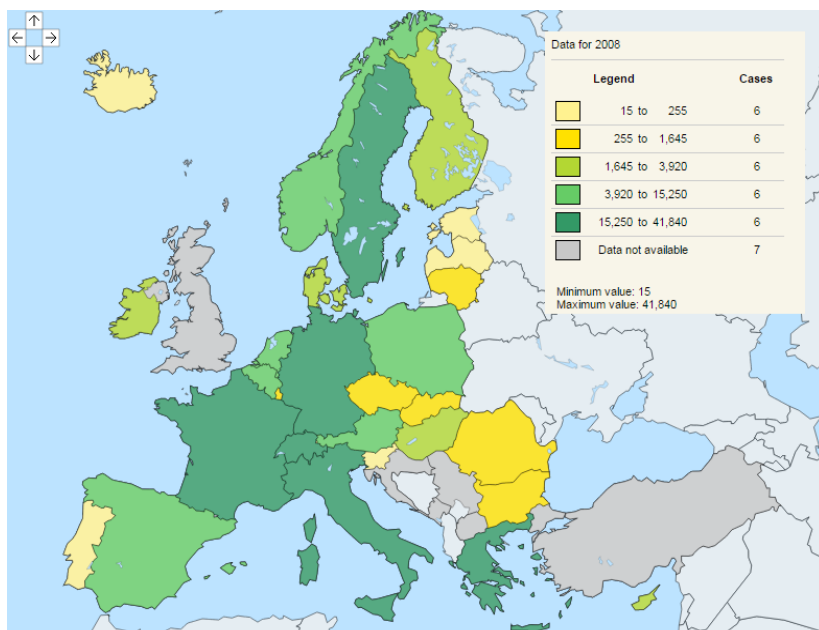 Data for 2008
Legend Cases
15 to 255 6
255 to 1,645 6
1,645 to 3,920 6
3,920 to 15,250 6
15,250 to 41,840 6
Data not available 7
Minimum value: 15
Maximum value: 41,840